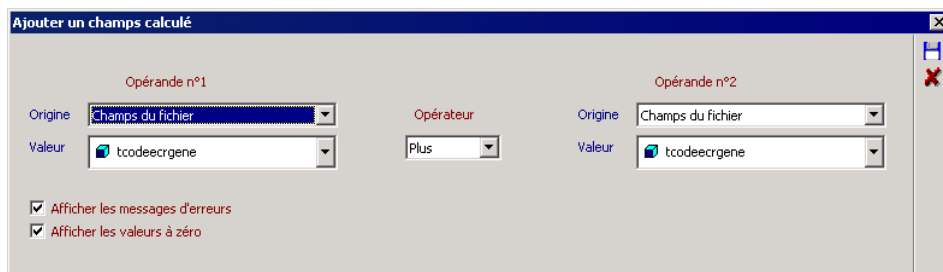 Ajouter un champs calculé
Opérande n°1 Opérande n°2
Origine Champs du fichier Opérateur Origine Champs du fichier
Valeur tcodeecrgene Plus Valeur tcodeecrgene
Afficher les messages d'erreurs
Afficher les valeurs à zéro